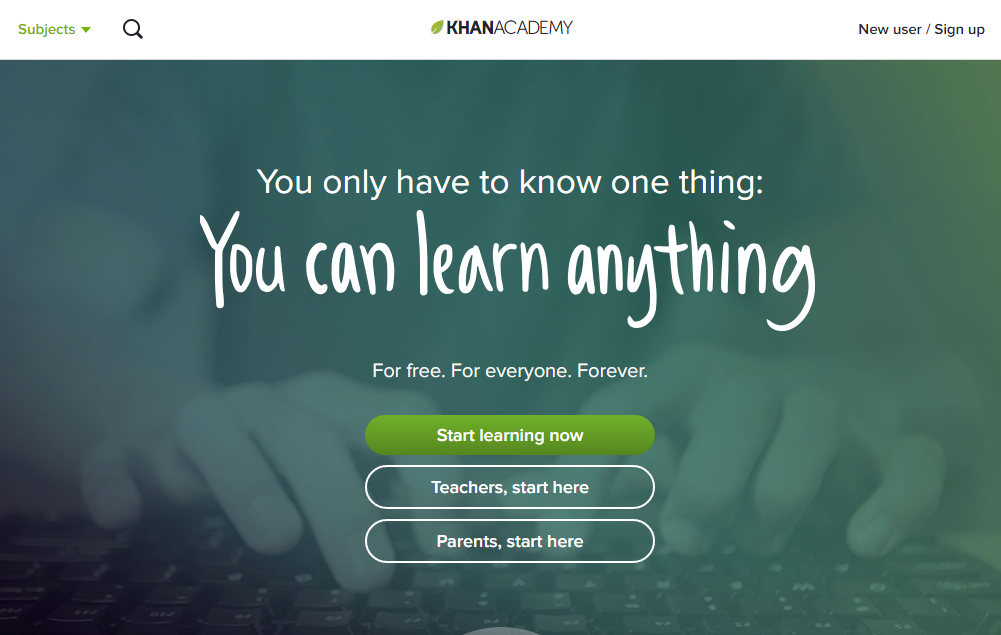 Subjects
KHANACADEMY
New user / Sign up
You only have to know one thing:
You can learn anything
For free. For everyone. Forever.
Start learning now
Teachers, start here
Parents, start here